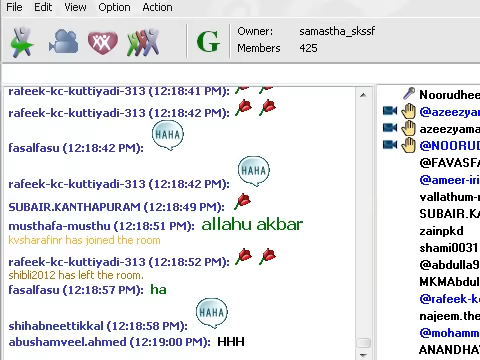 File View Option Action
G Owner: samastha_skssf
Members 425
rafeek-kc-kuttiyadi-313 (12:18:41 PM):
rafeek-kc-kuttiyadi-313 (12:18:42 PM):
HAHA
fasalfasu (12:18:42 PM):
HAHA
rafeek-kc-kuttiyadi-313 (12:18:42 PM):
SUBAIR.KANTHAPURAM (12:18:49 PM):
musthafa-musthu (12:18:51 PM): allahu akbar
kvsharafinr has joined the room
rafeek-kc-kuttiyadi-313 (12:18:52 PM):
shibli2012 has left the room.
fasalfasu (12:18:57 PM): ha
HAHA
shihabneettikkal (12:18:58 PM):
abushamveel.ahmed (12:19:00 PM): HHH
Noorudhee
@azeezyam
azeezyama
@NOORUD
@FAVASFA
@ameer-iri
vallathum-r
SUBAIR.KAN
zainpkd
shami0031
@abdulla9
MKMAbdul
@rafeek-k
najeem.the
@mohamm
ANANDHA